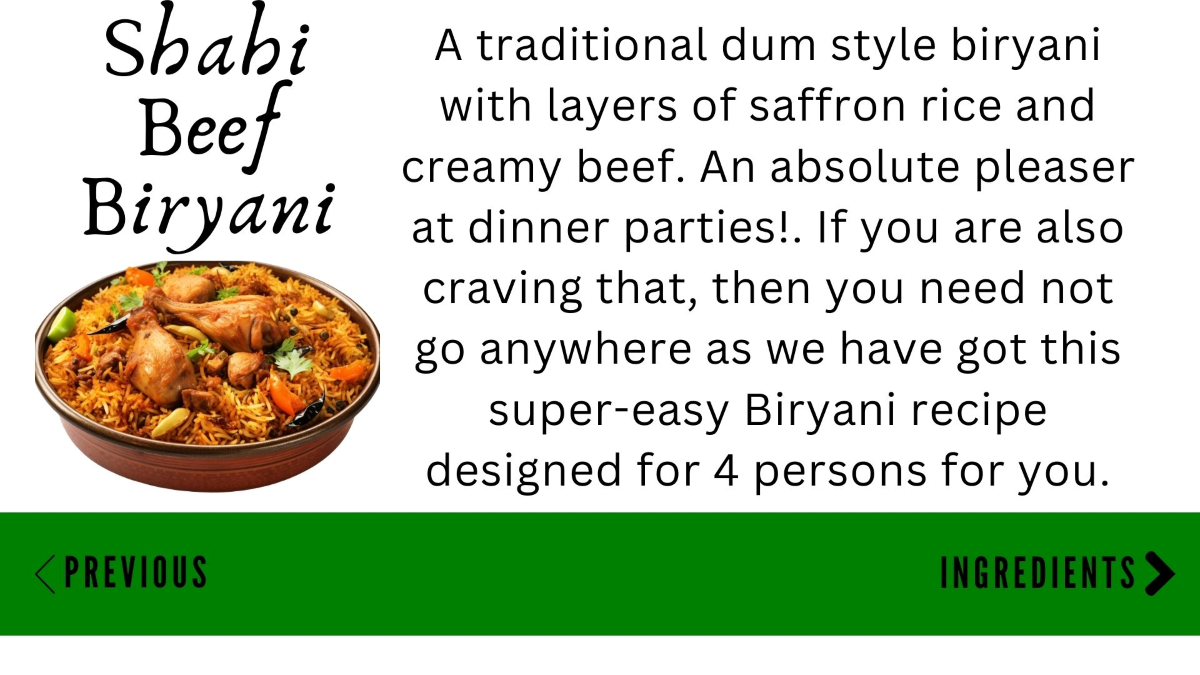 Shahi
Beef
Biryani
A traditional dum style biryani
with layers of saffron rice and
creamy beef. An absolute pleaser
at dinner parties!. If you are also
craving that, then you need not
go anywhere as we have got this
super-easy Biryani recipe
designed for 4 persons for you.
PREVIOUS
INGREDIENTS